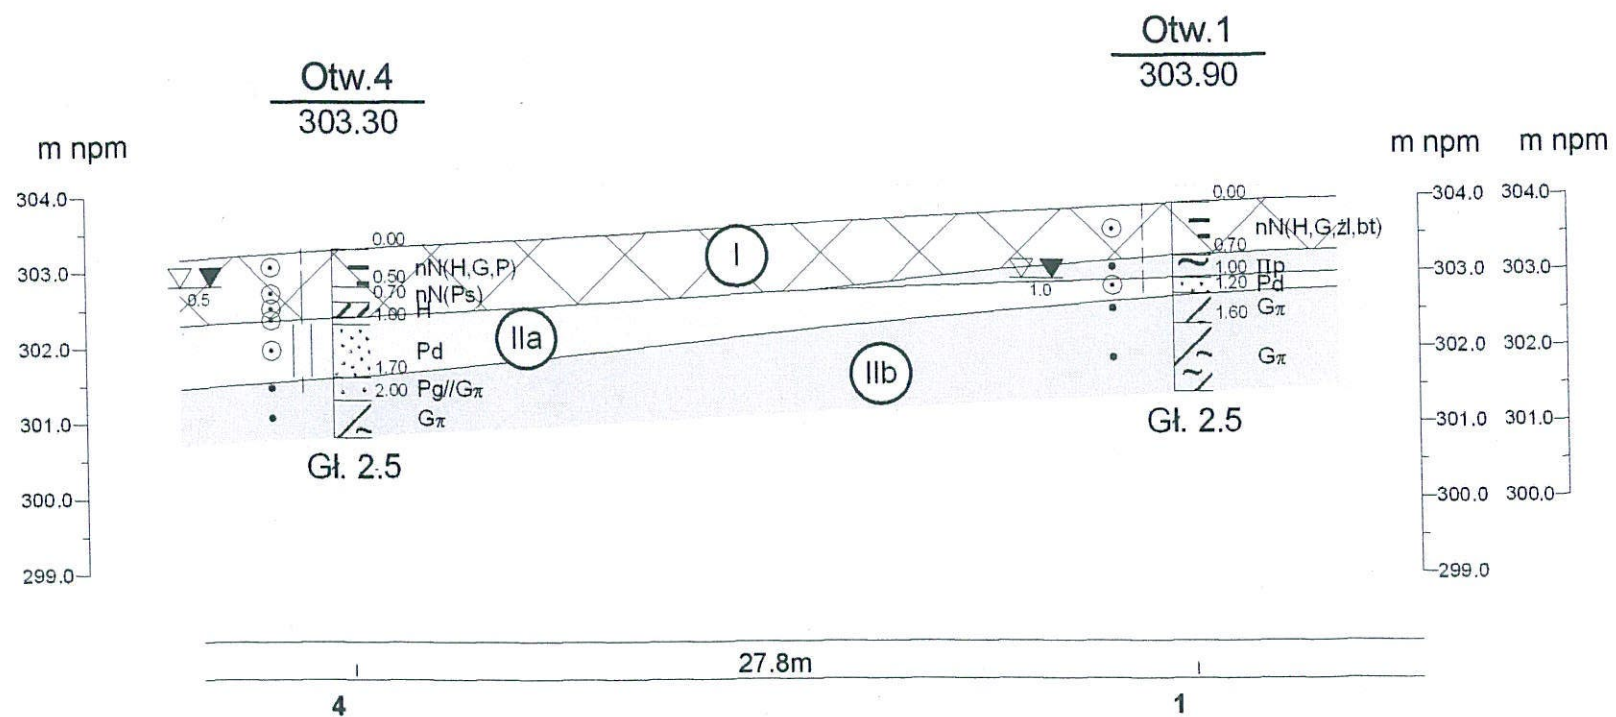 Otw.1
303.90
Otw.4
303.30
m npm
m npm m npm
304.0
303.0
302.0
301.0
300.0
299.0
0.5
0.00
nN(H,G,P)
0.50
0.70
nN(Ps)
H
1.00
Pd
1.70
2.00 Pg//Gπ
Gπ
Gł. 2.5
I
IIa
IIb
1.0
0.00
nN(H,G,żl,bt)
0.70
1.00 Πp
1.20 Pd
Gπ
1.60
Gπ
Gł. 2.5
304.0 304.0
303.0 303.0
302.0 302.0
301.0 301.0
300.0 300.0
299.0
27.8m
4 1